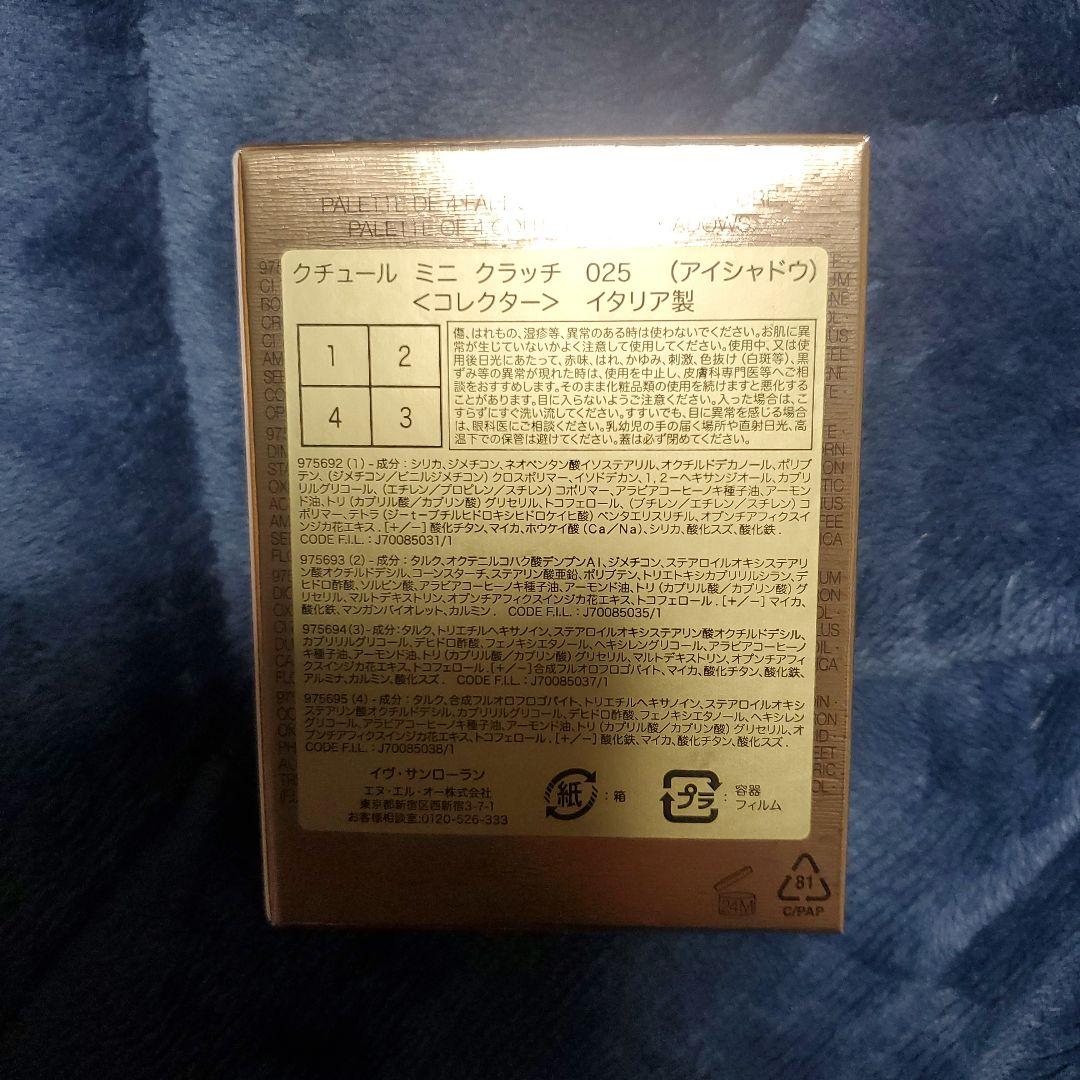 PALETTE DE 4
PALETTE OF 4
クチュール ミニ クラッチ 025 （アイシャドウ）
＜コレクター＞ イタリア製
1 2
4 3
傷、はれもの、湿疹等、異常のある時は使わないでください。お肌に異
常が生じていないかよく注意して使用してください。使用中、又は使
用後日光にあたって、赤味、はれ、かゆみ、刺激、色抜け（白斑等）、黒
ずみ等の異常が現れた時は、使用を中止し、皮膚科専門医等へご相
談をおすすめします。そのまま化粧品類の使用を続けますと悪化する
ことがあります。目に入らないようご注意ください。入った場合は、こ
すらずにすぐ洗い流してください。すすいでも、目に異常を感じる場合
は、眼科医にご相談ください。乳幼児の手の届く場所や直射日光、高
温下での保管は避けてください。蓋は必ず閉めてください。
975692 (1) - 成分：シリカ、ジメチコン、ネオペンタン酸イソステアリル、オクチルドデカノール、ポリブ
テン、（ジメチコン／ビニルジメチコン）クロスポリマー、イソドデカン、1，2－ヘキサンジオール、カプリ
リルグリコール、（エチレン／プロピレン／スチレン）コポリマー、アラビアコーヒーノキ種子油、アーモン
ド油、トリ（カプリル酸／カプリン酸）グリセリル、トコフェロール、（ブチレン／エチレン／スチレン）コ
ポリマー、テトラ（ジーt－ブチルヒドロキシヒドロケイヒ酸）ペンタエリスリチル、オプンチアフィクスイ
ンジカ花エキス．[＋／－] 酸化チタン、マイカ、ホウケイ酸（Ca／Na）、シリカ、酸化スズ、酸化鉄．
CODE F.I.L.：J70085031/1
975693 (2) - 成分：タルク、オクテニルコハク酸デンプンAl、ジメチコン、ステアロイルオキシステアリ
ン酸オクチルドデシル、コーンスターチ、ステアリン酸亜鉛、ポリブテン、トリエトキシカプリリルシラン、デ
ヒドロ酢酸、ソルビン酸、アラビアコーヒーノキ種子油、アーモンド油、トリ（カプリル酸／カプリン酸）グ
リセリル、マルトデキストリン、オプンチアフィクスインジカ花エキス、トコフェロール．[＋／－] マイカ、
酸化鉄、マンガンバイオレット、カルミン． CODE F.I.L.：J70085035/1
975694(3)-成分：タルク、トリエチルヘキサノイン、ステアロイルオキシステアリン酸オクチルドデシル、
カプリリルグリコール、デヒドロ酢酸、フェノキシエタノール、ヘキシレングリコール、アラビアコーヒーノ
キ種子油、アーモンド油、トリ（カプリル酸／カプリン酸）グリセリル、マルトデキストリン、オプンチアフィ
クスインジカ花エキス、トコフェロール．[＋／－]合成フルオロフロゴパイト、マイカ、酸化チタン、酸化鉄、
アルミナ、カルミン、酸化スズ． CODE F.I.L.：J70085037/1
975695 (4) - 成分：タルク、合成フルオロフロゴパイト、トリエチルヘキサノイン、ステアロイルオキシス
テアリン酸オクチルドデシル、カプリリルグリコール、デヒドロ酢酸、フェノキシエタノール、ヘキシレン
グリコール、アラビアコーヒーノキ種子油、アーモンド油、トリ（カプリル酸／カプリン酸）グリセリル、オ
プンチアフィクスインジカ花エキス、トコフェロール．[＋／－] 酸化鉄、マイカ、酸化チタン、酸化スズ．
CODE F.I.L.：J70085038/1
イヴ・サンローラン
エヌ・エル・オー株式会社
東京都新宿区西新宿3-7-1
お客様相談室：0120-526-333
紙 ：箱
プラ ：容器
フィルム
24M
81
C/PAP